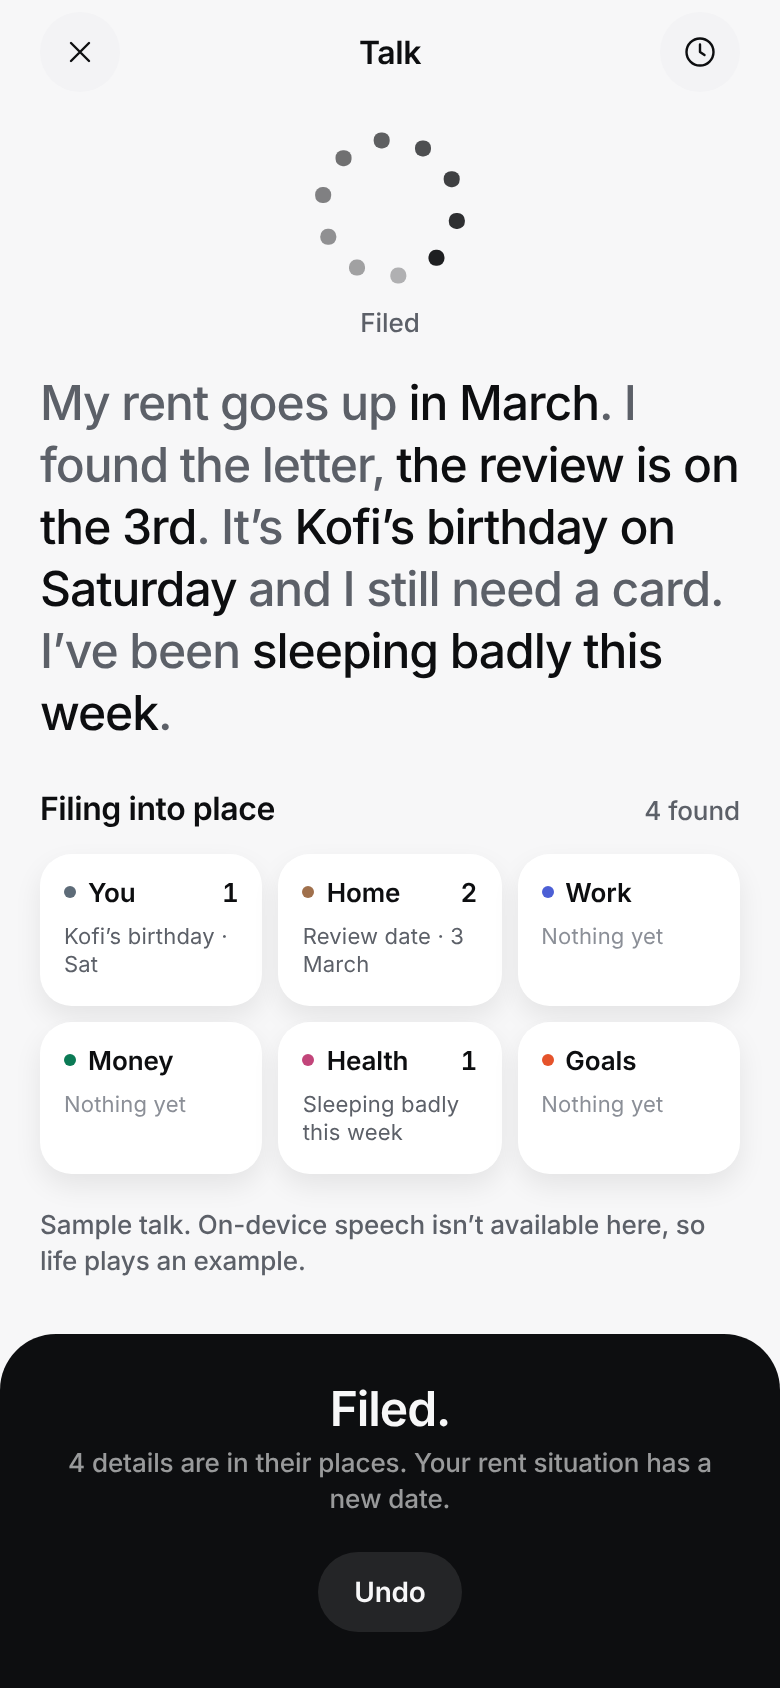 Talk
Filed
My rent goes up in March. I
found the letter, the review is on
the 3rd. It’s Kofi’s birthday on
Saturday and I still need a card.
I’ve been sleeping badly this
week.
Filing into place
4 found
You 1
Kofi’s birthday ·
Sat
Home 2
Review date · 3
March
Work
Nothing yet
Money
Nothing yet
Health 1
Sleeping badly
this week
Goals
Nothing yet
Sample talk. On-device speech isn’t available here, so
life plays an example.
Filed.
4 details are in their places. Your rent situation has a
new date.
Undo